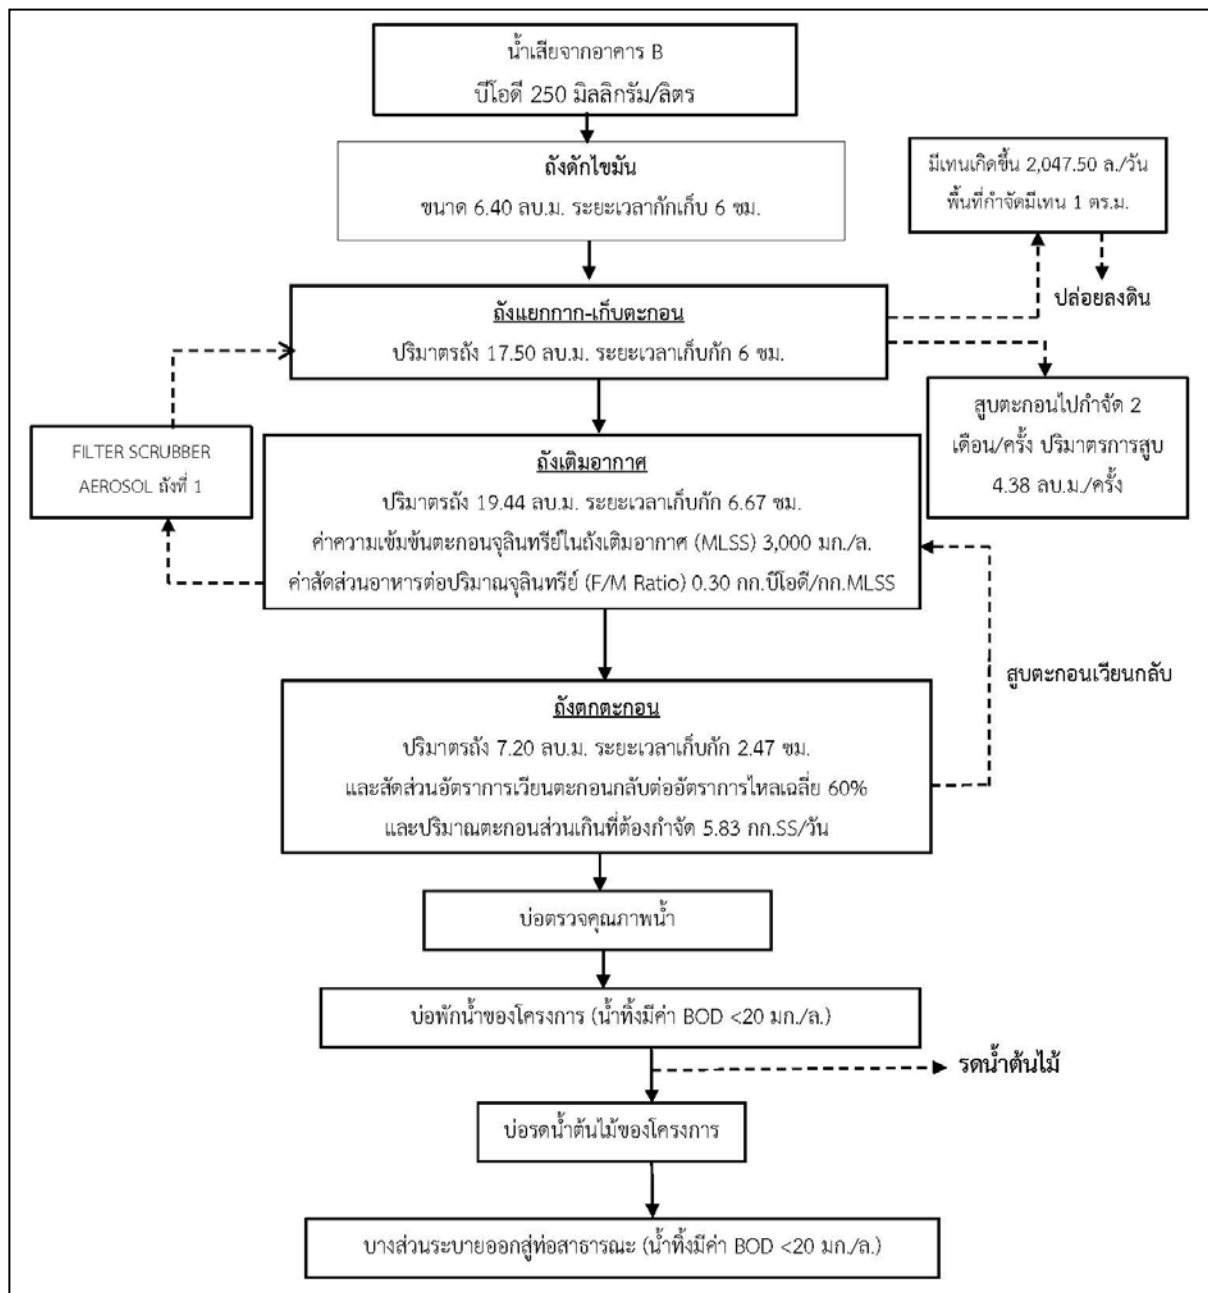 น้ำเสียจากอาคาร B
บีโอดี 250 มิลลิกรัม/ลิตร
ถังดักไขมัน
ขนาด 6.40 ลบ.ม. ระยะเวลากักเก็บ 6 ชม.
มีเทนเกิดขึ้น 2,047.50 ล./วัน
พื้นที่กำจัดมีเทน 1 ตร.ม.
ปล่อยลงดิน
ถังแยกกาก-เก็บตะกอน
ปริมาตรถัง 17.50 ลบ.ม. ระยะเวลาเก็บกัก 6 ชม.
สูบตะกอนไปกำจัด 2
เดือน/ครั้ง ปริมาตรการสูบ
4.38 ลบ.ม./ครั้ง
FILTER SCRUBBER
AEROSOL ถังที่ 1
ถังเติมอากาศ
ปริมาตรถัง 19.44 ลบ.ม. ระยะเวลาเก็บกัก 6.67 ชม.
ค่าความเข้มข้นตะกอนจุลินทรีย์ในถังเติมอากาศ (MLSS) 3,000 มก./ล.
ค่าสัดส่วนอาหารต่อปริมาณจุลินทรีย์ (F/M Ratio) 0.30 กก.บีโอดี/กก.MLSS
สูบตะกอนเวียนกลับ
ถังตกตะกอน
ปริมาตรถัง 7.20 ลบ.ม. ระยะเวลาเก็บกัก 2.47 ชม.
และสัดส่วนอัตราการเวียนตะกอนกลับต่ออัตราการไหลเฉลี่ย 60%
และปริมาณตะกอนส่วนเกินที่ต้องกำจัด 5.83 กก.SS/วัน
บ่อตรวจคุณภาพน้ำ
บ่อพักน้ำของโครงการ (น้ำทิ้งมีค่า BOD <20 มก./ล.)
รดน้ำต้นไม้
บ่อรดน้ำต้นไม้ของโครงการ
บางส่วนระบายออกสู่ท่อสาธารณะ (น้ำทิ้งมีค่า BOD <20 มก./ล.)